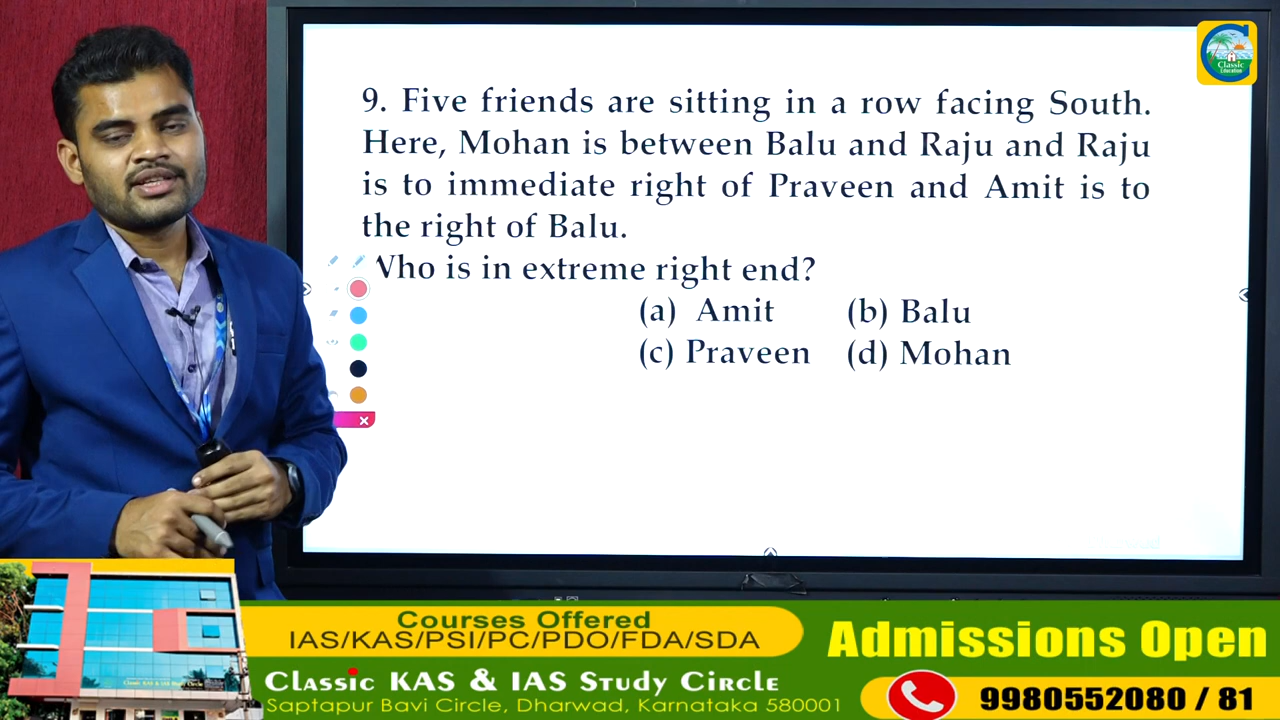 Classic
Education
9. Five friends are sitting in a row facing South.
Here, Mohan is between Balu and Raju and Raju
is to immediate right of Praveen and Amit is to
the right of Balu.
Who is in extreme right end?
(a) Amit (b) Balu
(c) Praveen (d) Mohan
Courses Offered
IAS/KAS/PSI/PC/PDO/FDA/SDA
Admissions Open
Classic KAS & IAS Study Circle
Saptapur Bavi Circle, Dharwad, Karnataka 580001
9980552080 / 81